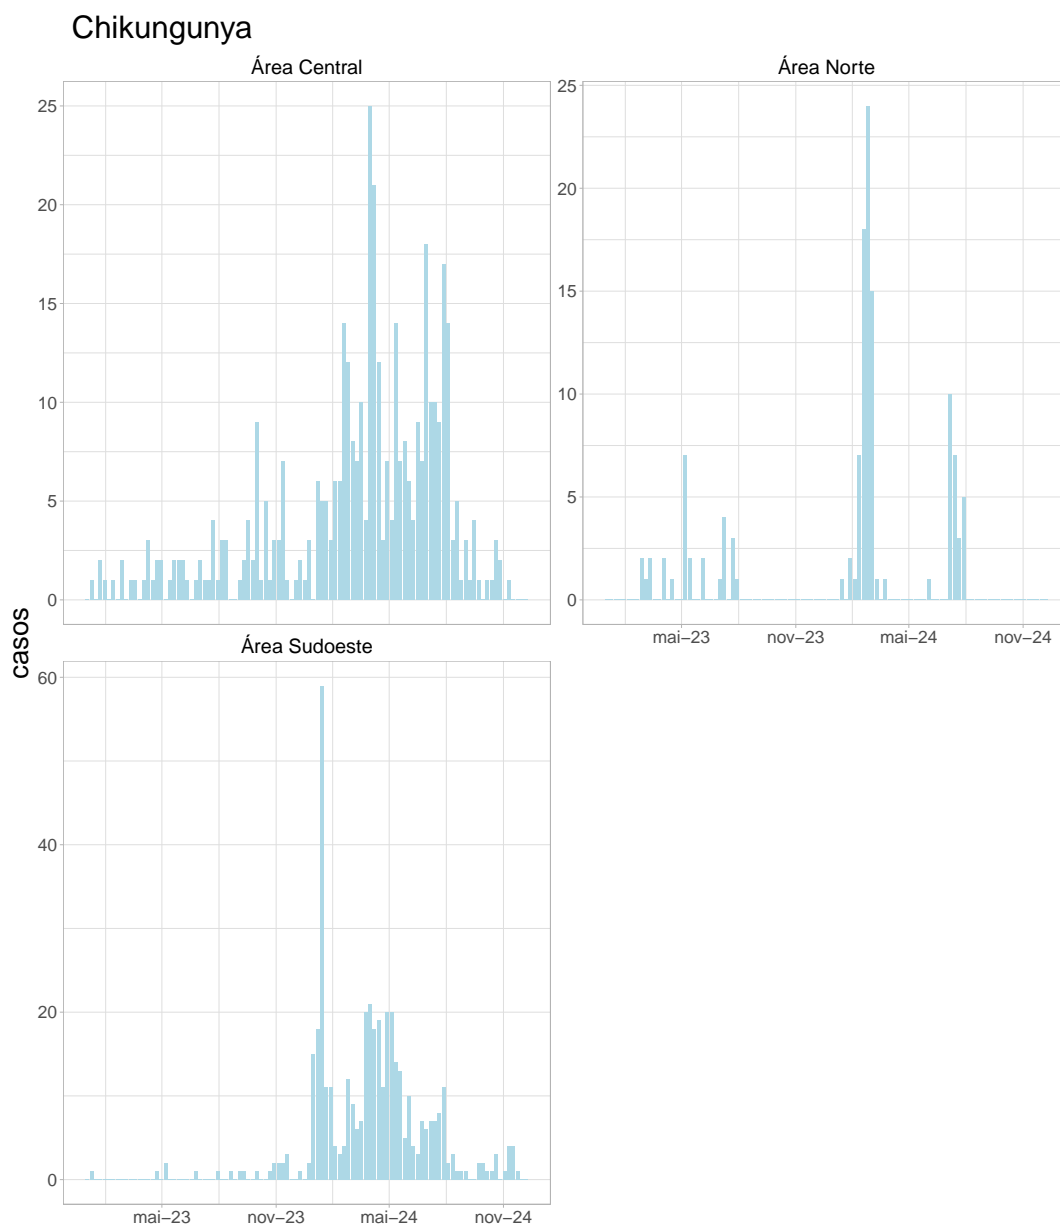 Chikungunya
Área Central
Área Norte
25
20
15
10
5
0
25
20
15
10
5
0
mai–23
nov–23
mai–24
nov–24
casos
Área Sudoeste
60
40
20
0
mai–23
nov–23
mai–24
nov–24